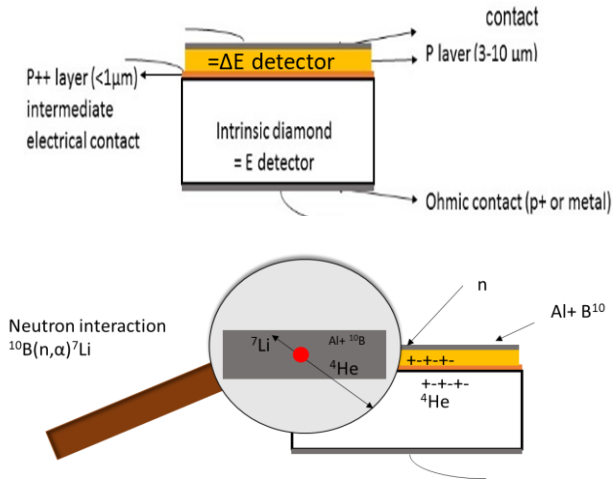 contact
=ΔE detector
P layer (3-10 µm)
P++ layer (<1µm)
intermediate
electrical contact
Intrinsic diamond
= E detector
Ohmic contact (p+ or metal)
n
Al+ B¹⁰
Neutron interaction
¹⁰B(n,α)⁷Li
⁷Li
Al+ ¹⁰B
⁴He
+-+-+-
+-+-+-
⁴He